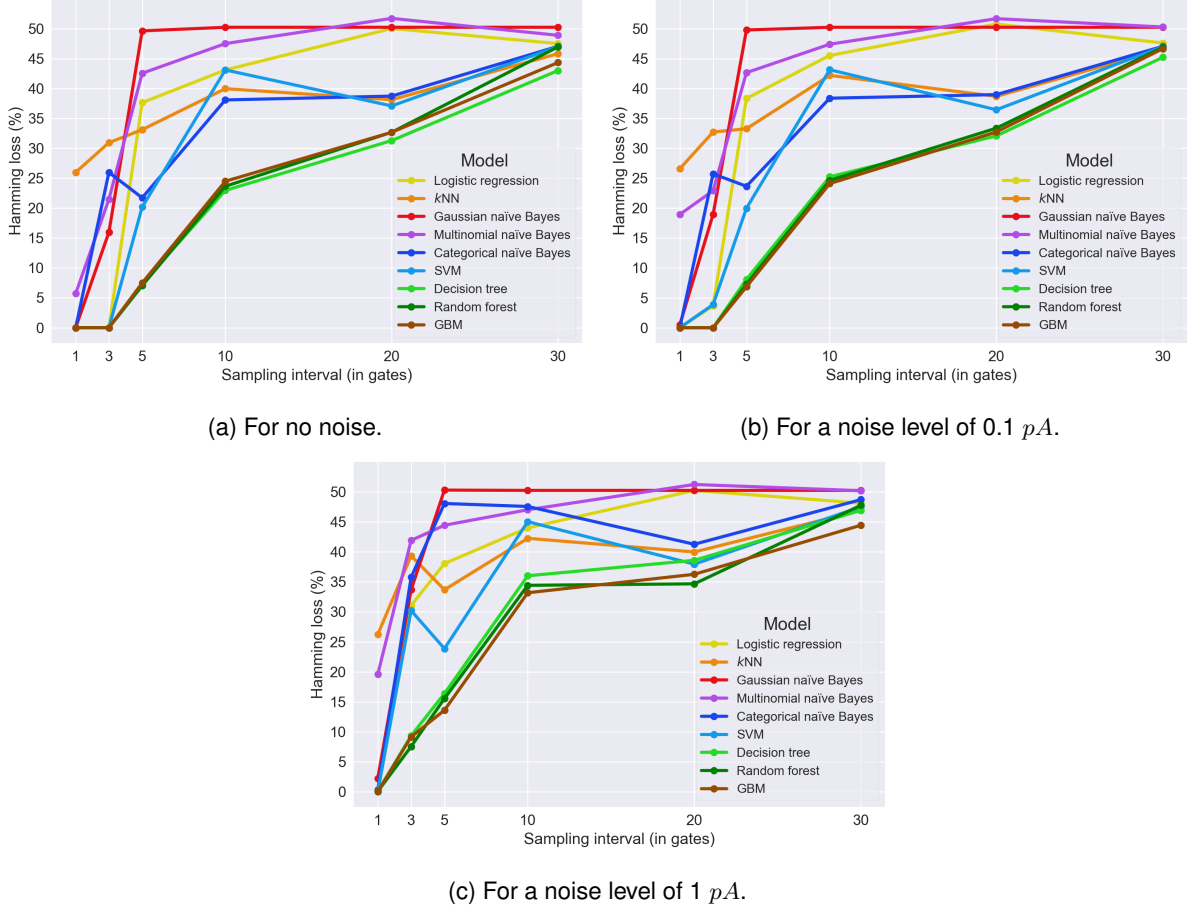 50
45
40
35
30
25
20
15
10
5
0
Hamming loss (%)
Model
Logistic regression
kNN
Gaussian naïve Bayes
Multinomial naïve Bayes
Categorical naïve Bayes
SVM
Decision tree
Random forest
GBM
1 3 5 10 20 30
Sampling interval (in gates)
(a) For no noise.
50
45
40
35
30
25
20
15
10
5
0
Hamming loss (%)
Model
Logistic regression
kNN
Gaussian naïve Bayes
Multinomial naïve Bayes
Categorical naïve Bayes
SVM
Decision tree
Random forest
GBM
1 3 5 10 20 30
Sampling interval (in gates)
(b) For a noise level of 0.1 pA.
50
45
40
35
30
25
20
15
10
5
0
Hamming loss (%)
Model
Logistic regression
kNN
Gaussian naïve Bayes
Multinomial naïve Bayes
Categorical naïve Bayes
SVM
Decision tree
Random forest
GBM
1 3 5 10 20 30
Sampling interval (in gates)
(c) For a noise level of 1 pA.